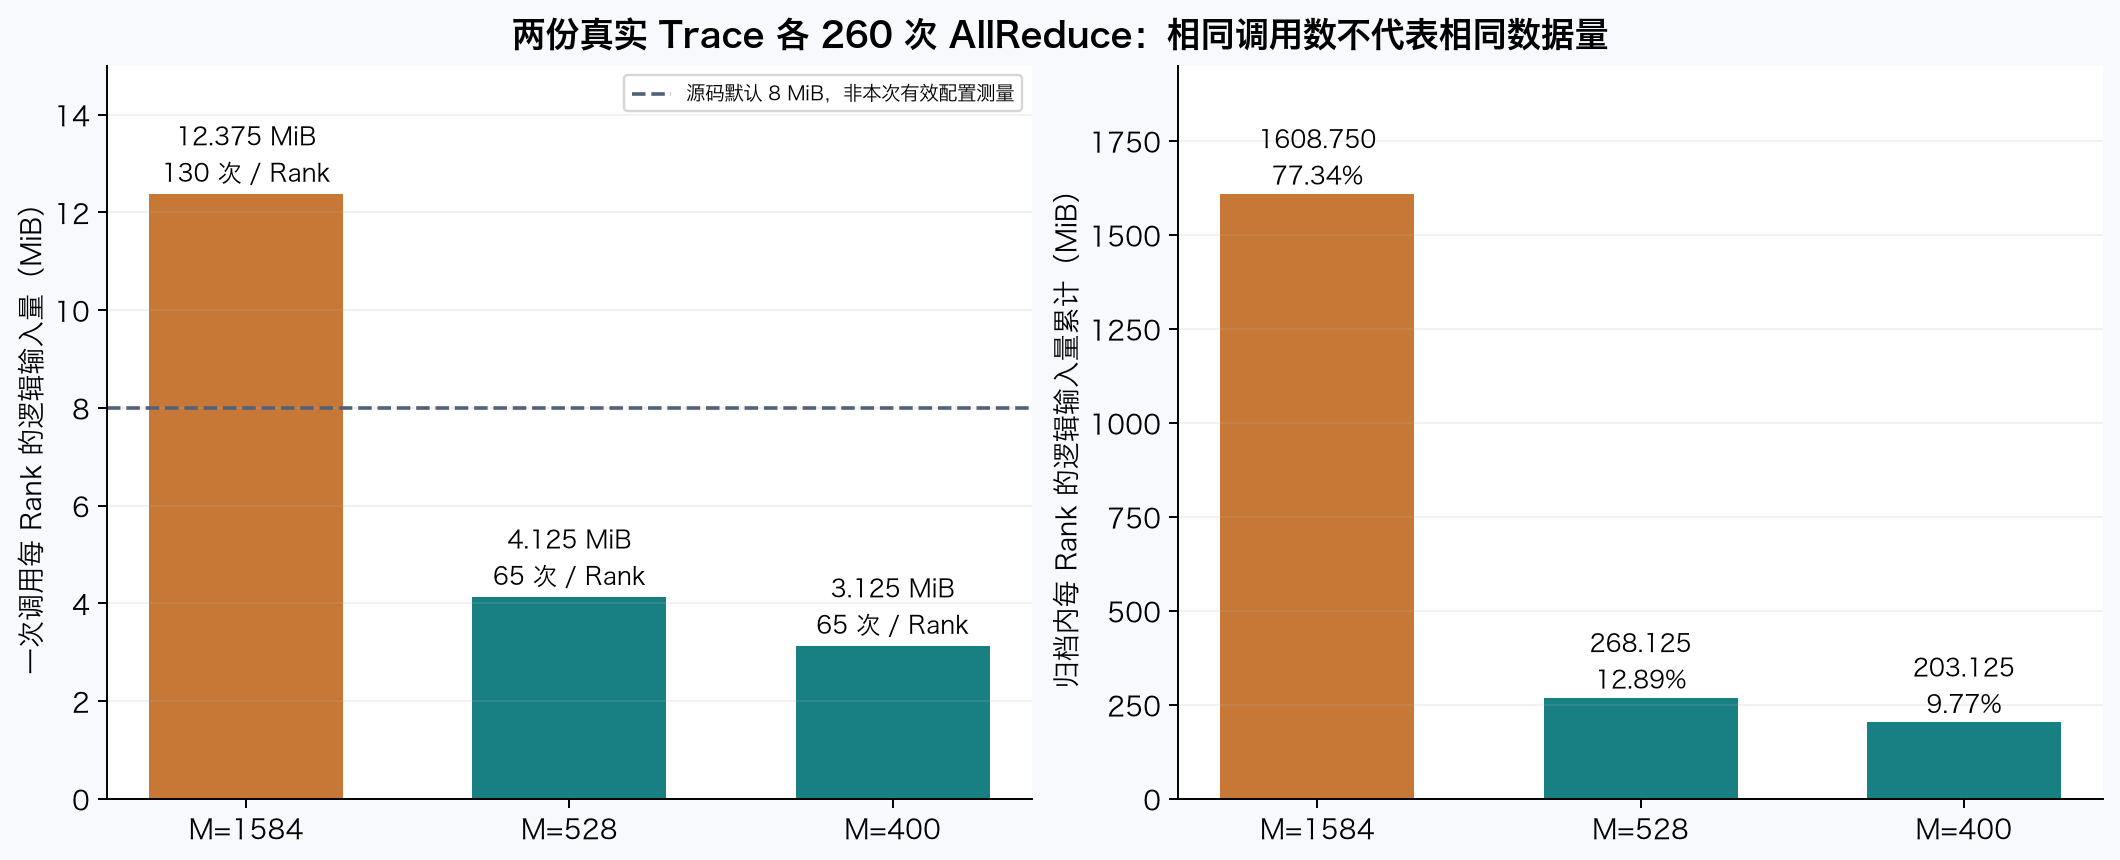 两份真实 Trace 各 260 次 AllReduce：相同调用数不代表相同数据量
一次调用每 Rank 的逻辑输入量（MiB）
14
12
10
8
6
4
2
0
源码默认 8 MiB，非本次有效配置测量
12.375 MiB
130 次 / Rank
4.125 MiB
65 次 / Rank
3.125 MiB
65 次 / Rank
M=1584
M=528
M=400
归档内每 Rank 的逻辑输入量累计（MiB）
1750
1500
1250
1000
750
500
250
0
1608.750
77.34%
268.125
12.89%
203.125
9.77%
M=1584
M=528
M=400